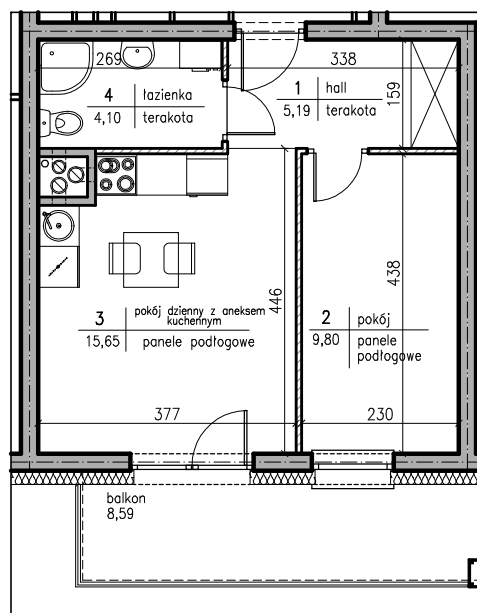 269
338
1 hall
5,19 terakota
159
4 łazienka
4,10 terakota
446
438
3 pokój dzienny z aneksem
kuchennym
15,65 panele podłogowe
2 pokój
9,80 panele
podłogowe
377
230
balkon
8,59